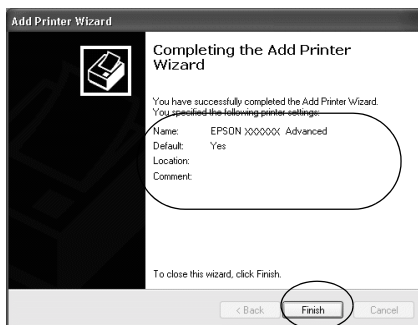 Add Printer Wizard
Completing the Add Printer
Wizard
You have successfully completed the Add Printer Wizard.
You specified the following printer settings:
Name: EPSON XXXXXX Advanced
Default: Yes
Location:
Comment:
To close this wizard, click Finish.
< Back Finish Cancel